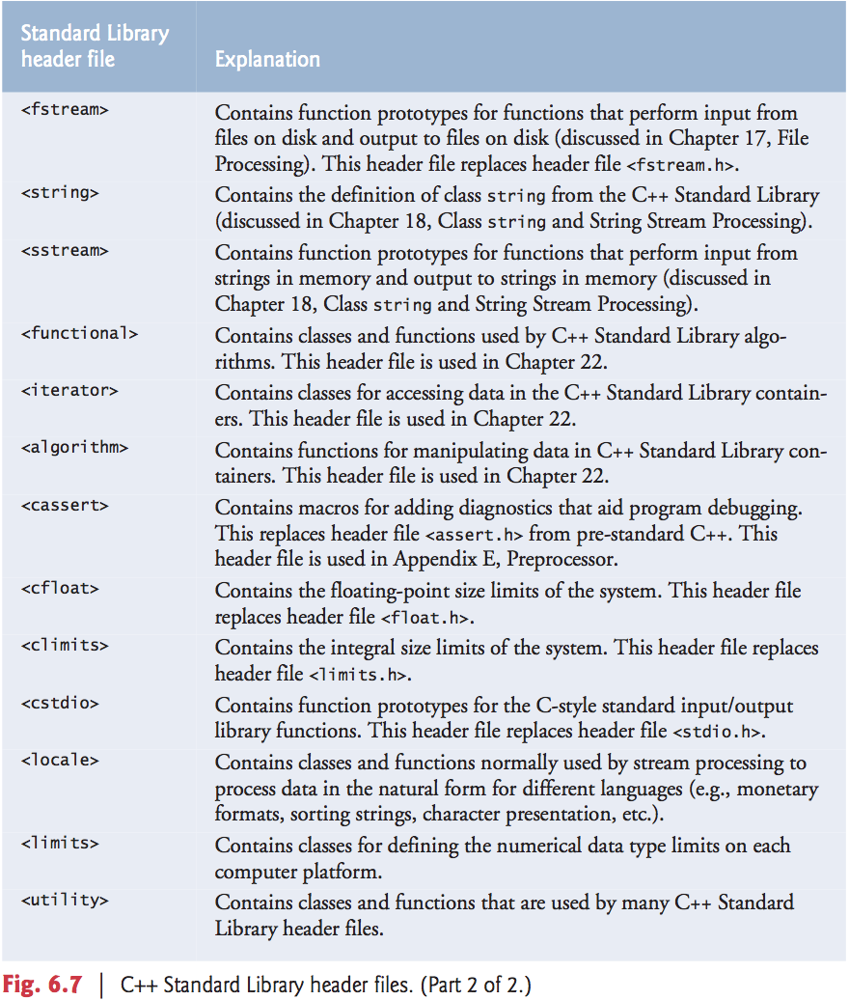 Standard Library
header file
Explanation
<fstream>
Contains function prototypes for functions that perform input from
files on disk and output to files on disk (discussed in Chapter 17, File
Processing). This header file replaces header file <fstream.h>.
<string>
Contains the definition of class string from the C++ Standard Library
(discussed in Chapter 18, Class string and String Stream Processing).
<sstream>
Contains function prototypes for functions that perform input from
strings in memory and output to strings in memory (discussed in
Chapter 18, Class string and String Stream Processing).
<functional>
Contains classes and functions used by C++ Standard Library algo-
rithms. This header file is used in Chapter 22.
<iterator>
Contains classes for accessing data in the C++ Standard Library contain-
ers. This header file is used in Chapter 22.
<algorithm>
Contains functions for manipulating data in C++ Standard Library con-
tainers. This header file is used in Chapter 22.
<cassert>
Contains macros for adding diagnostics that aid program debugging.
This replaces header file <assert.h> from pre-standard C++. This
header file is used in Appendix E, Preprocessor.
<cfloat>
Contains the floating-point size limits of the system. This header file
replaces header file <float.h>.
<climits>
Contains the integral size limits of the system. This header file replaces
header file <limits.h>.
<cstdio>
Contains function prototypes for the C-style standard input/output
library functions. This header file replaces header file <stdio.h>.
<locale>
Contains classes and functions normally used by stream processing to
process data in the natural form for different languages (e.g., monetary
formats, sorting strings, character presentation, etc.).
<limits>
Contains classes for defining the numerical data type limits on each
computer platform.
<utility>
Contains classes and functions that are used by many C++ Standard
Library header files.
Fig. 6.7 | C++ Standard Library header files. (Part 2 of 2.)